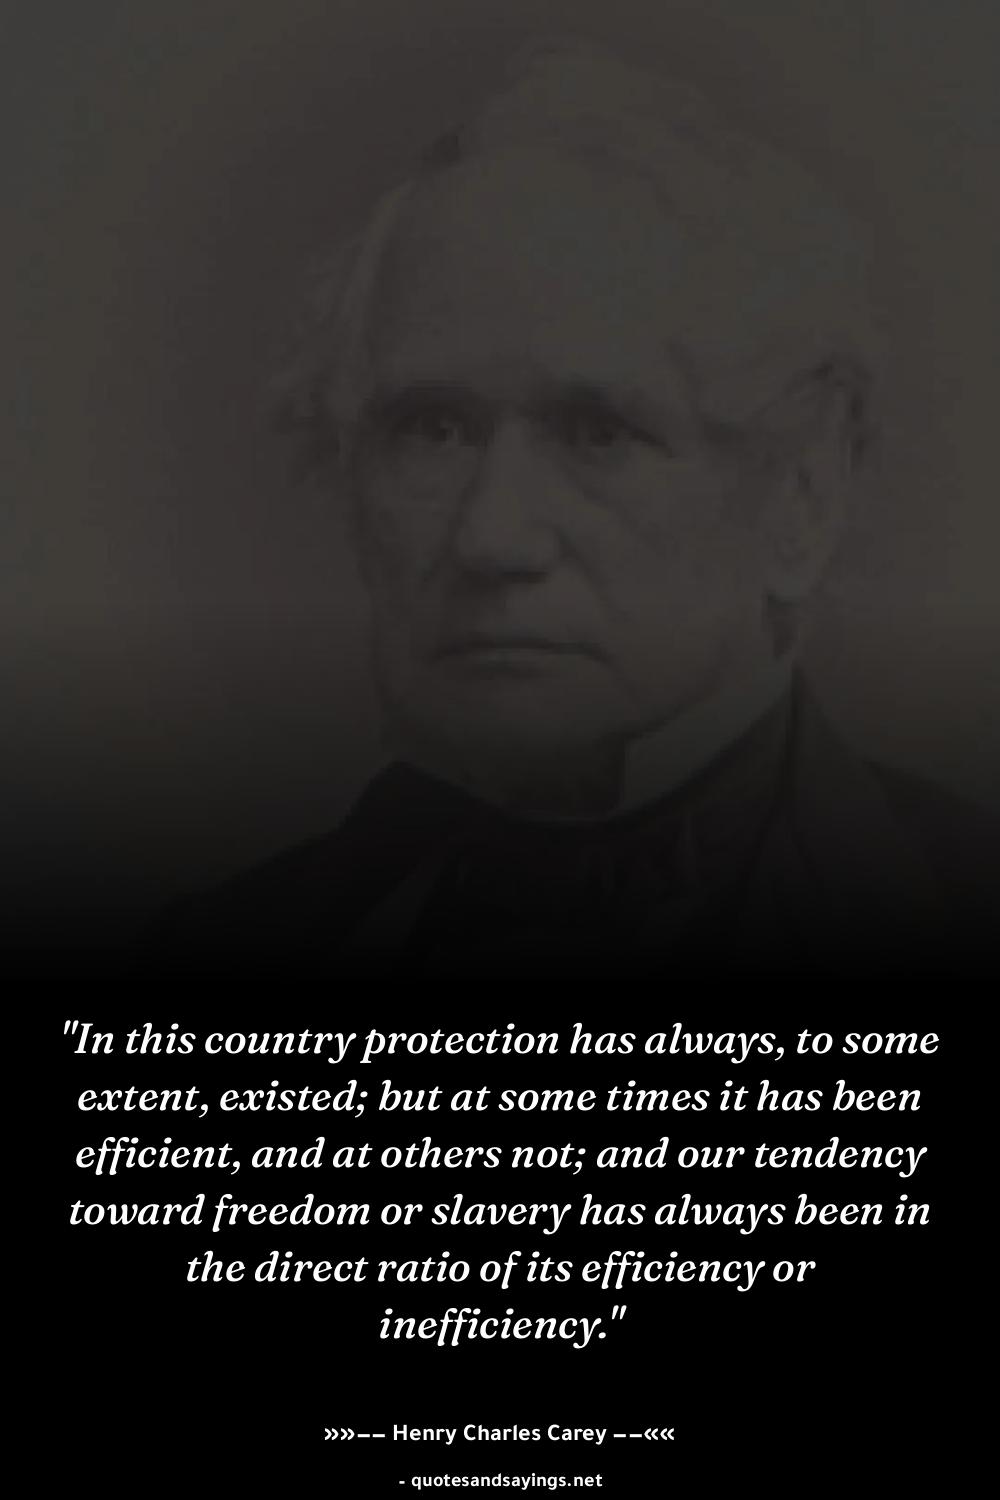 "In this country protection has always, to some
extent, existed; but at some times it has been
efficient, and at others not; and our tendency
toward freedom or slavery has always been in
the direct ratio of its efficiency or
inefficiency."
»»−− Henry Charles Carey −−««
- quotesandsayings.net